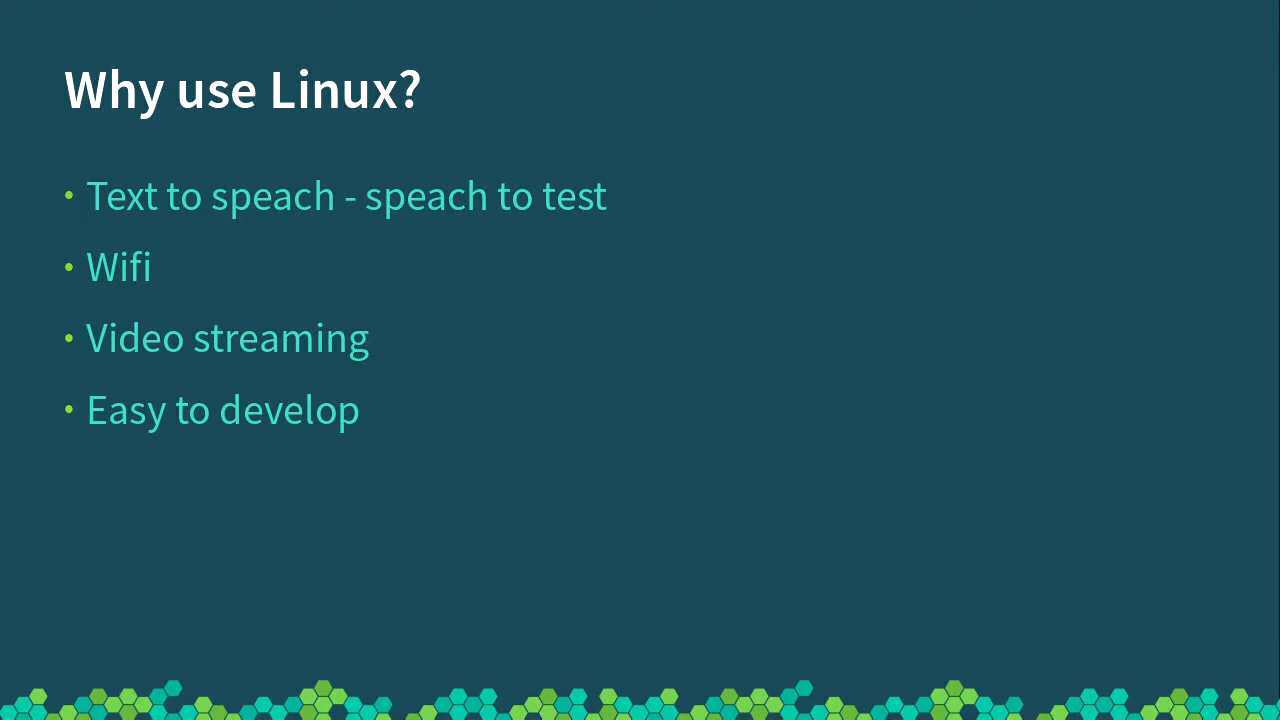 Why use Linux?
• Text to speach - speach to test
• Wifi
• Video streaming
• Easy to develop